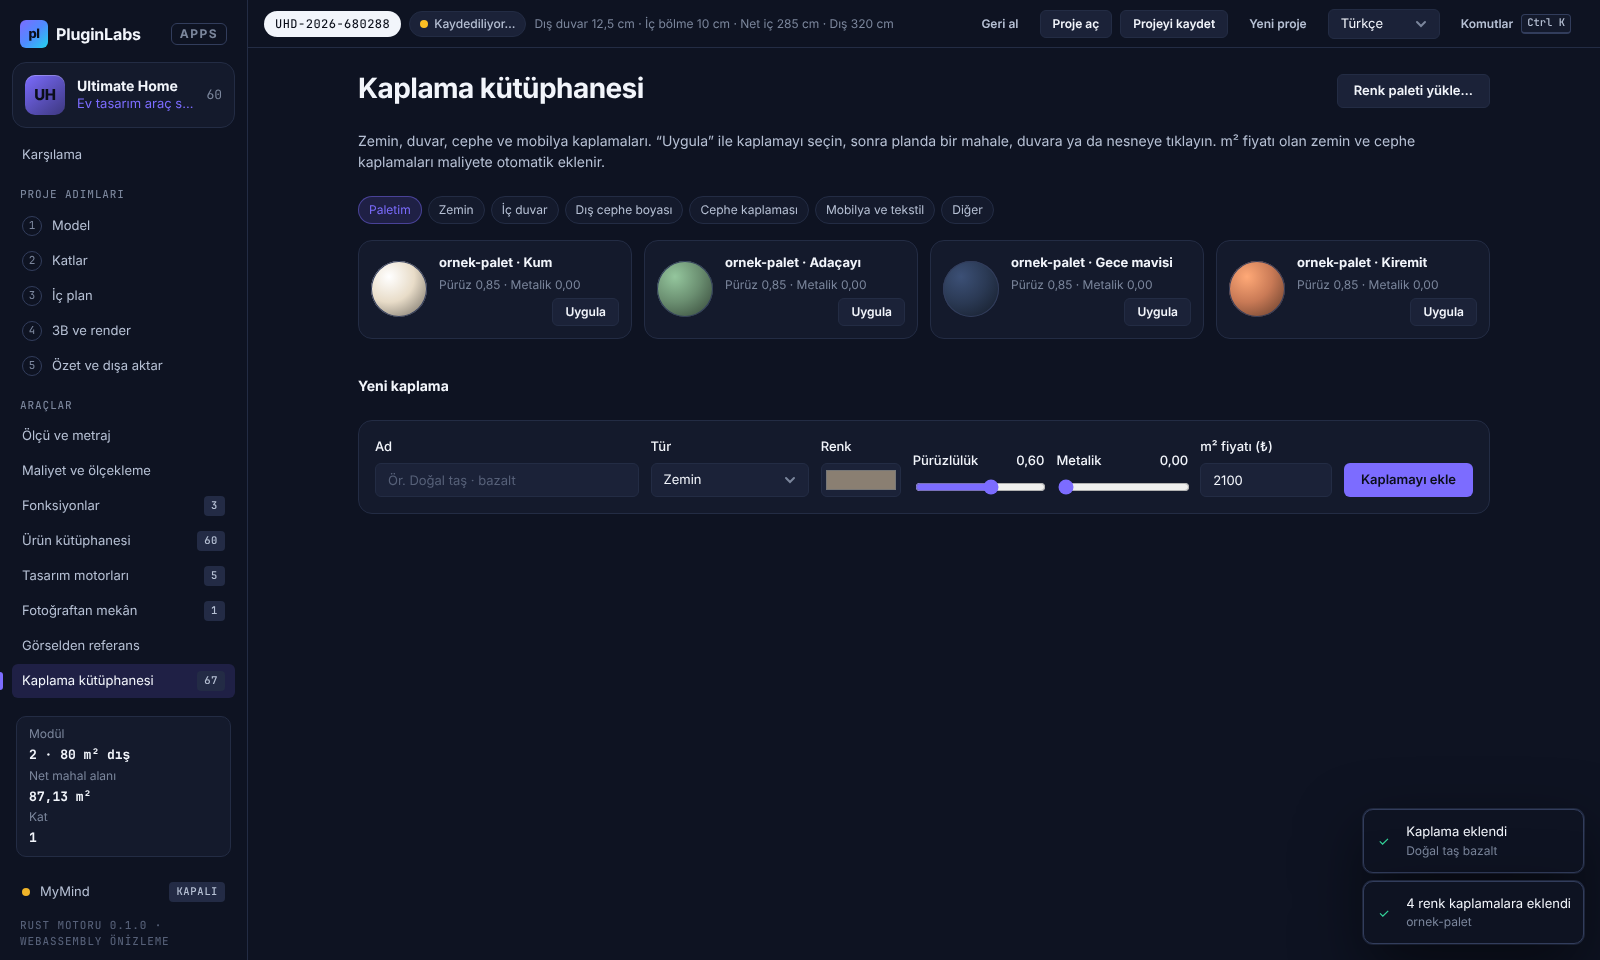 pl PluginLabs APPS
UH Ultimate Home 60
Ev tasarım araç s...
Karşılama
PROJE ADIMLARI
1 Model
2 Katlar
3 İç plan
4 3B ve render
5 Özet ve dışa aktar
ARAÇLAR
Ölçü ve metraj
Maliyet ve ölçekleme
Fonksiyonlar 3
Ürün kütüphanesi 60
Tasarım motorları 5
Fotoğraftan mekân 1
Görselden referans
Kaplama kütüphanesi 67
Modül
2 · 80 m² dış
Net mahal alanı
87,13 m²
Kat
1
MyMind KAPALI
RUST MOTORU 0.1.0 ·
WEBASSEMBLY ÖNİZLEME
UHD-2026-680288 Kaydediliyor... Dış duvar 12,5 cm · İç bölme 10 cm · Net iç 285 cm · Dış 320 cm Geri al Proje aç Projeyi kaydet Yeni proje Türkçe Komutlar Ctrl K
Kaplama kütüphanesi Renk paleti yükle...
Zemin, duvar, cephe ve mobilya kaplamaları. “Uygula” ile kaplamayı seçin, sonra planda bir mahale, duvara ya da nesneye tıklayın. m² fiyatı olan zemin ve cephe
kaplamaları maliyete otomatik eklenir.
Paletim Zemin İç duvar Dış cephe boyası Cephe kaplaması Mobilya ve tekstil Diğer
ornek-palet · Kum
Pürüz 0,85 · Metalik 0,00
Uygula
ornek-palet · Adaçayı
Pürüz 0,85 · Metalik 0,00
Uygula
ornek-palet · Gece mavisi
Pürüz 0,85 · Metalik 0,00
Uygula
ornek-palet · Kiremit
Pürüz 0,85 · Metalik 0,00
Uygula
Yeni kaplama
Ad Tür Renk Pürüzlülük 0,60 Metalik 0,00 m² fiyatı (₺)
Ör. Doğal taş · bazalt Zemin 2100 Kaplamayı ekle
Kaplama eklendi
Doğal taş bazalt
4 renk kaplamalara eklendi
ornek-palet